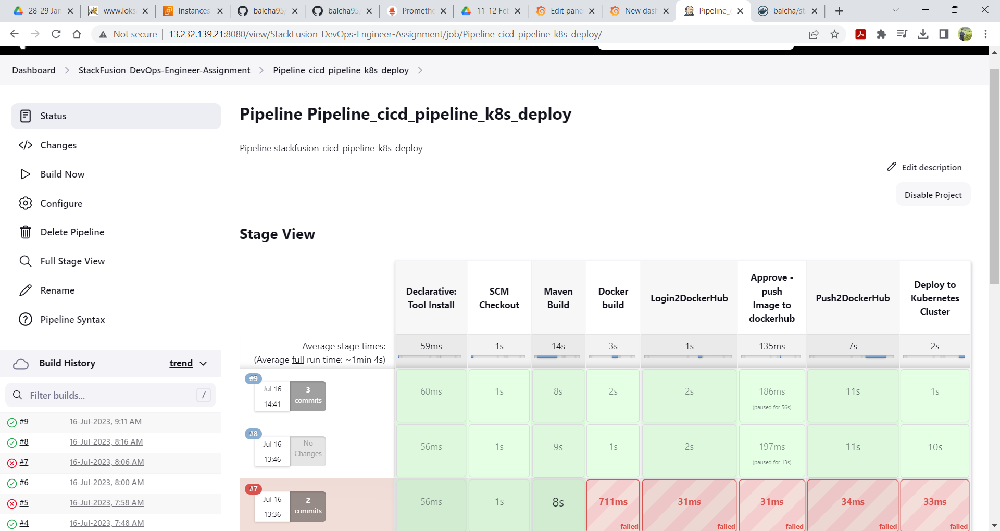 28-29 Jan
www.loks
Instances
balcha95/
balcha95/
Promethe
11-12 Feb
Edit pane
New dash
Pipeline_c
balcha/st
Not secure
13.232.139.21:8080/view/StackFusion_DevOps-Engineer-Assignment/job/Pipeline_cicd_pipeline_k8s_deploy/
Dashboard
StackFusion_DevOps-Engineer-Assignment
Pipeline_cicd_pipeline_k8s_deploy
Status
Changes
Build Now
Configure
Delete Pipeline
Full Stage View
Rename
Pipeline Syntax
Build History
trend
Filter builds...
/
#9
16-Jul-2023, 9:11 AM
#8
16-Jul-2023, 8:16 AM
#7
16-Jul-2023, 8:06 AM
#6
16-Jul-2023, 8:00 AM
#5
16-Jul-2023, 7:58 AM
#4
16-Jul-2023, 7:48 AM
Pipeline Pipeline_cicd_pipeline_k8s_deploy
Pipeline stackfusion_cicd_pipeline_k8s_deploy
Edit description
Disable Project
Stage View
Declarative:
Tool Install
SCM
Checkout
Maven
Build
Docker
build
Login2DockerHub
Approve -
push
Image to
dockerhub
Push2DockerHub
Deploy to
Kubernetes
Cluster
Average stage times:
(Average full run time: ~1min 4s)
59ms
1s
14s
3s
1s
135ms
7s
2s
#9
Jul 16
14:41
3
commits
60ms
1s
8s
2s
2s
186ms
(paused for 56s)
11s
1s
#8
Jul 16
13:46
No
Changes
56ms
1s
9s
1s
2s
197ms
(paused for 13s)
11s
10s
#7
Jul 16
13:36
2
commits
56ms
1s
8s
711ms
failed
31ms
failed
31ms
failed
34ms
failed
33ms
failed